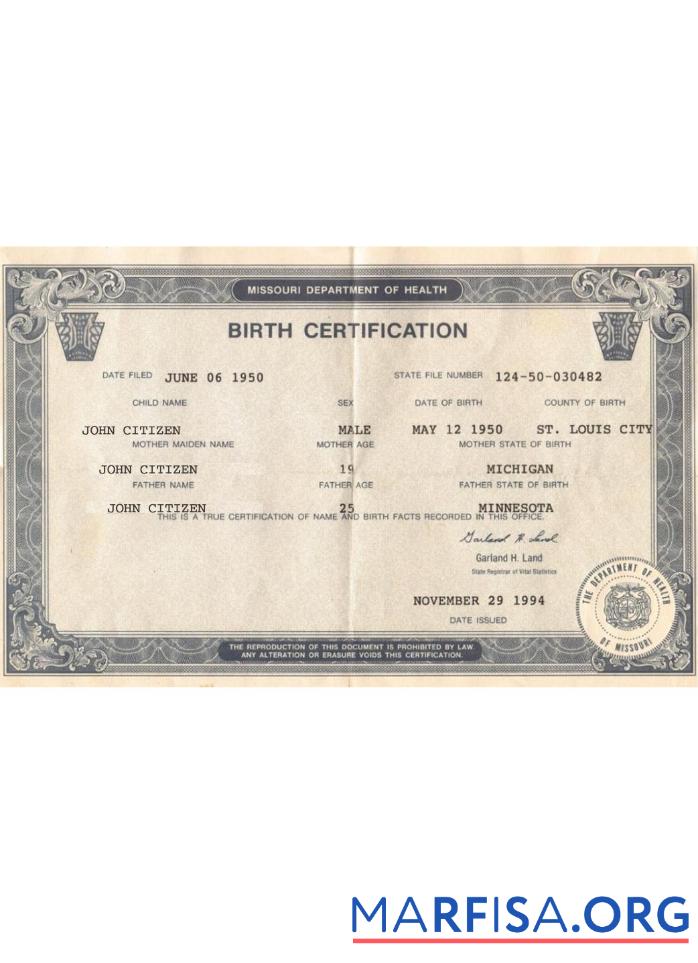 MISSOURI DEPARTMENT OF HEALTH
BIRTH CERTIFICATION
DATE FILED JUNE 06 1950 STATE FILE NUMBER 124-50-030482
CHILD NAME SEX DATE OF BIRTH COUNTY OF BIRTH
JOHN CITIZEN MALE MAY 12 1950 ST. LOUIS CITY
MOTHER MAIDEN NAME MOTHER AGE MOTHER STATE OF BIRTH
JOHN CITIZEN 19 MICHIGAN
FATHER NAME FATHER AGE FATHER STATE OF BIRTH
JOHN CITIZEN 25 MINNESOTA
THIS IS A TRUE CERTIFICATION OF NAME AND BIRTH FACTS RECORDED IN THIS OFFICE.
Garland H. Land
Garland H. Land
State Registrar of Vital Statistics
NOVEMBER 29 1994
DATE ISSUED
THE DEPARTMENT OF HEALTH
OF MISSOURI
THE REPRODUCTION OF THIS DOCUMENT IS PROHIBITED BY LAW
ANY ALTERATION OR ERASURE VOIDS THIS CERTIFICATION.
MARFISA.ORG